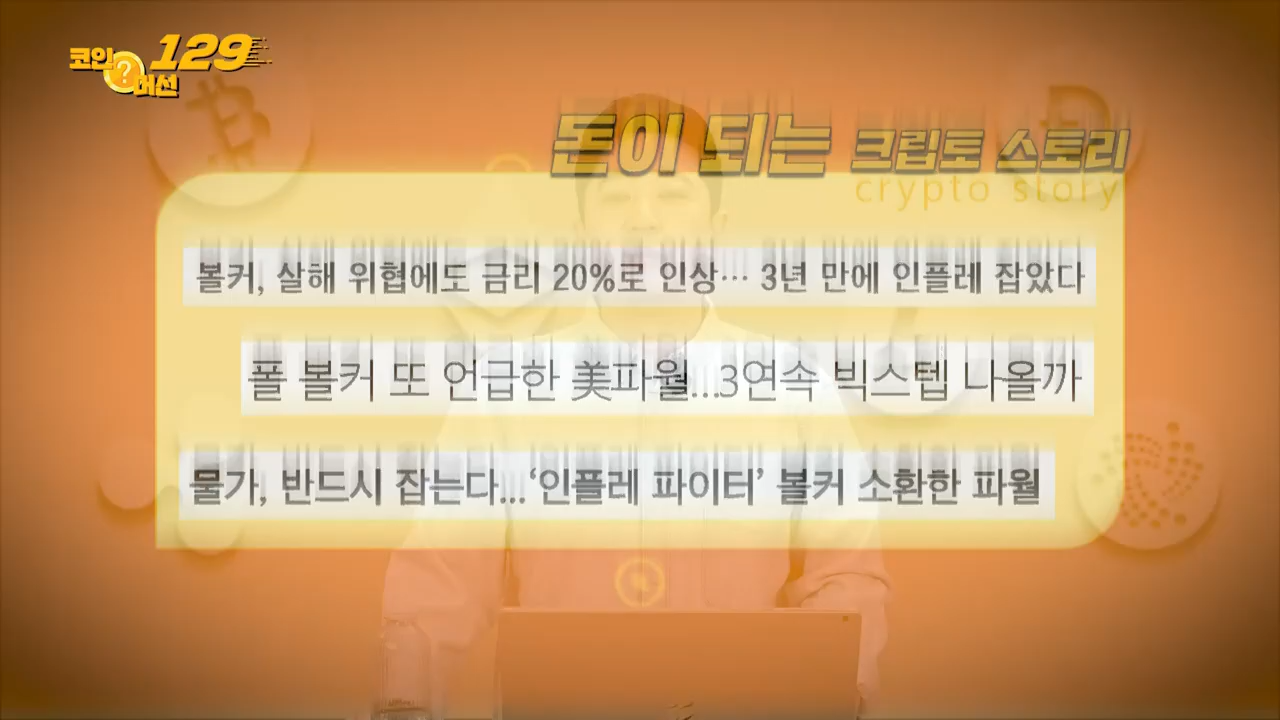 코인 129
머선
돈이 되는 크립토 스토리
crypto story
볼커, 살해 위협에도 금리 20%로 인상… 3년 만에 인플레 잡았다
폴 볼커 또 언급한 美파월...3연속 빅스텝 나올까
물가, 반드시 잡는다...‘인플레 파이터’ 볼커 소환한 파월